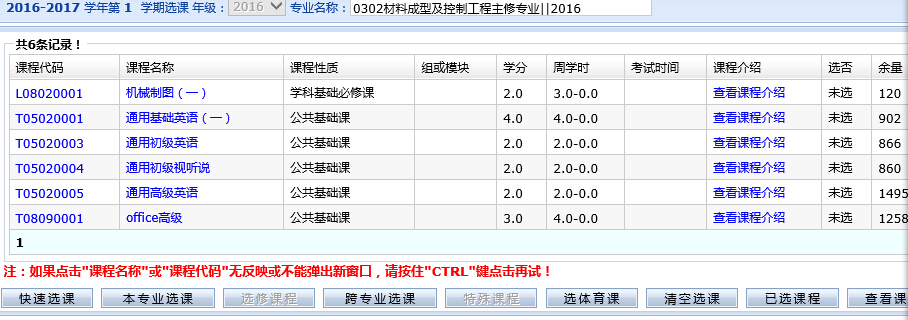 2016-2017 学年第 1 学期选课 年级： 2016 专业名称： 0302材料成型及控制工程主修专业||2016
共6条记录！
课程代码 课程名称 课程性质 组或模块 学分 周学时 考试时间 课程介绍 选否 余量
L08020001 机械制图（一） 学科基础必修课 2.0 3.0-0.0 查看课程介绍 未选 120
T05020001 通用基础英语（一） 公共基础课 4.0 4.0-0.0 查看课程介绍 未选 902
T05020003 通用初级英语 公共基础课 2.0 2.0-0.0 查看课程介绍 未选 866
T05020004 通用初级视听说 公共基础课 2.0 2.0-0.0 查看课程介绍 未选 860
T05020005 通用高级英语 公共基础课 2.0 2.0-0.0 查看课程介绍 未选 1495
T08090001 office高级 公共基础课 3.0 4.0-0.0 查看课程介绍 未选 1258
1
注：如果点击"课程名称"或"课程代码"无反映或不能弹出新窗口，请按住"CTRL"键点击再试！
快速选课 本专业选课 选修课程 跨专业选课 特殊课程 选体育课 清空选课 已选课程 查看课